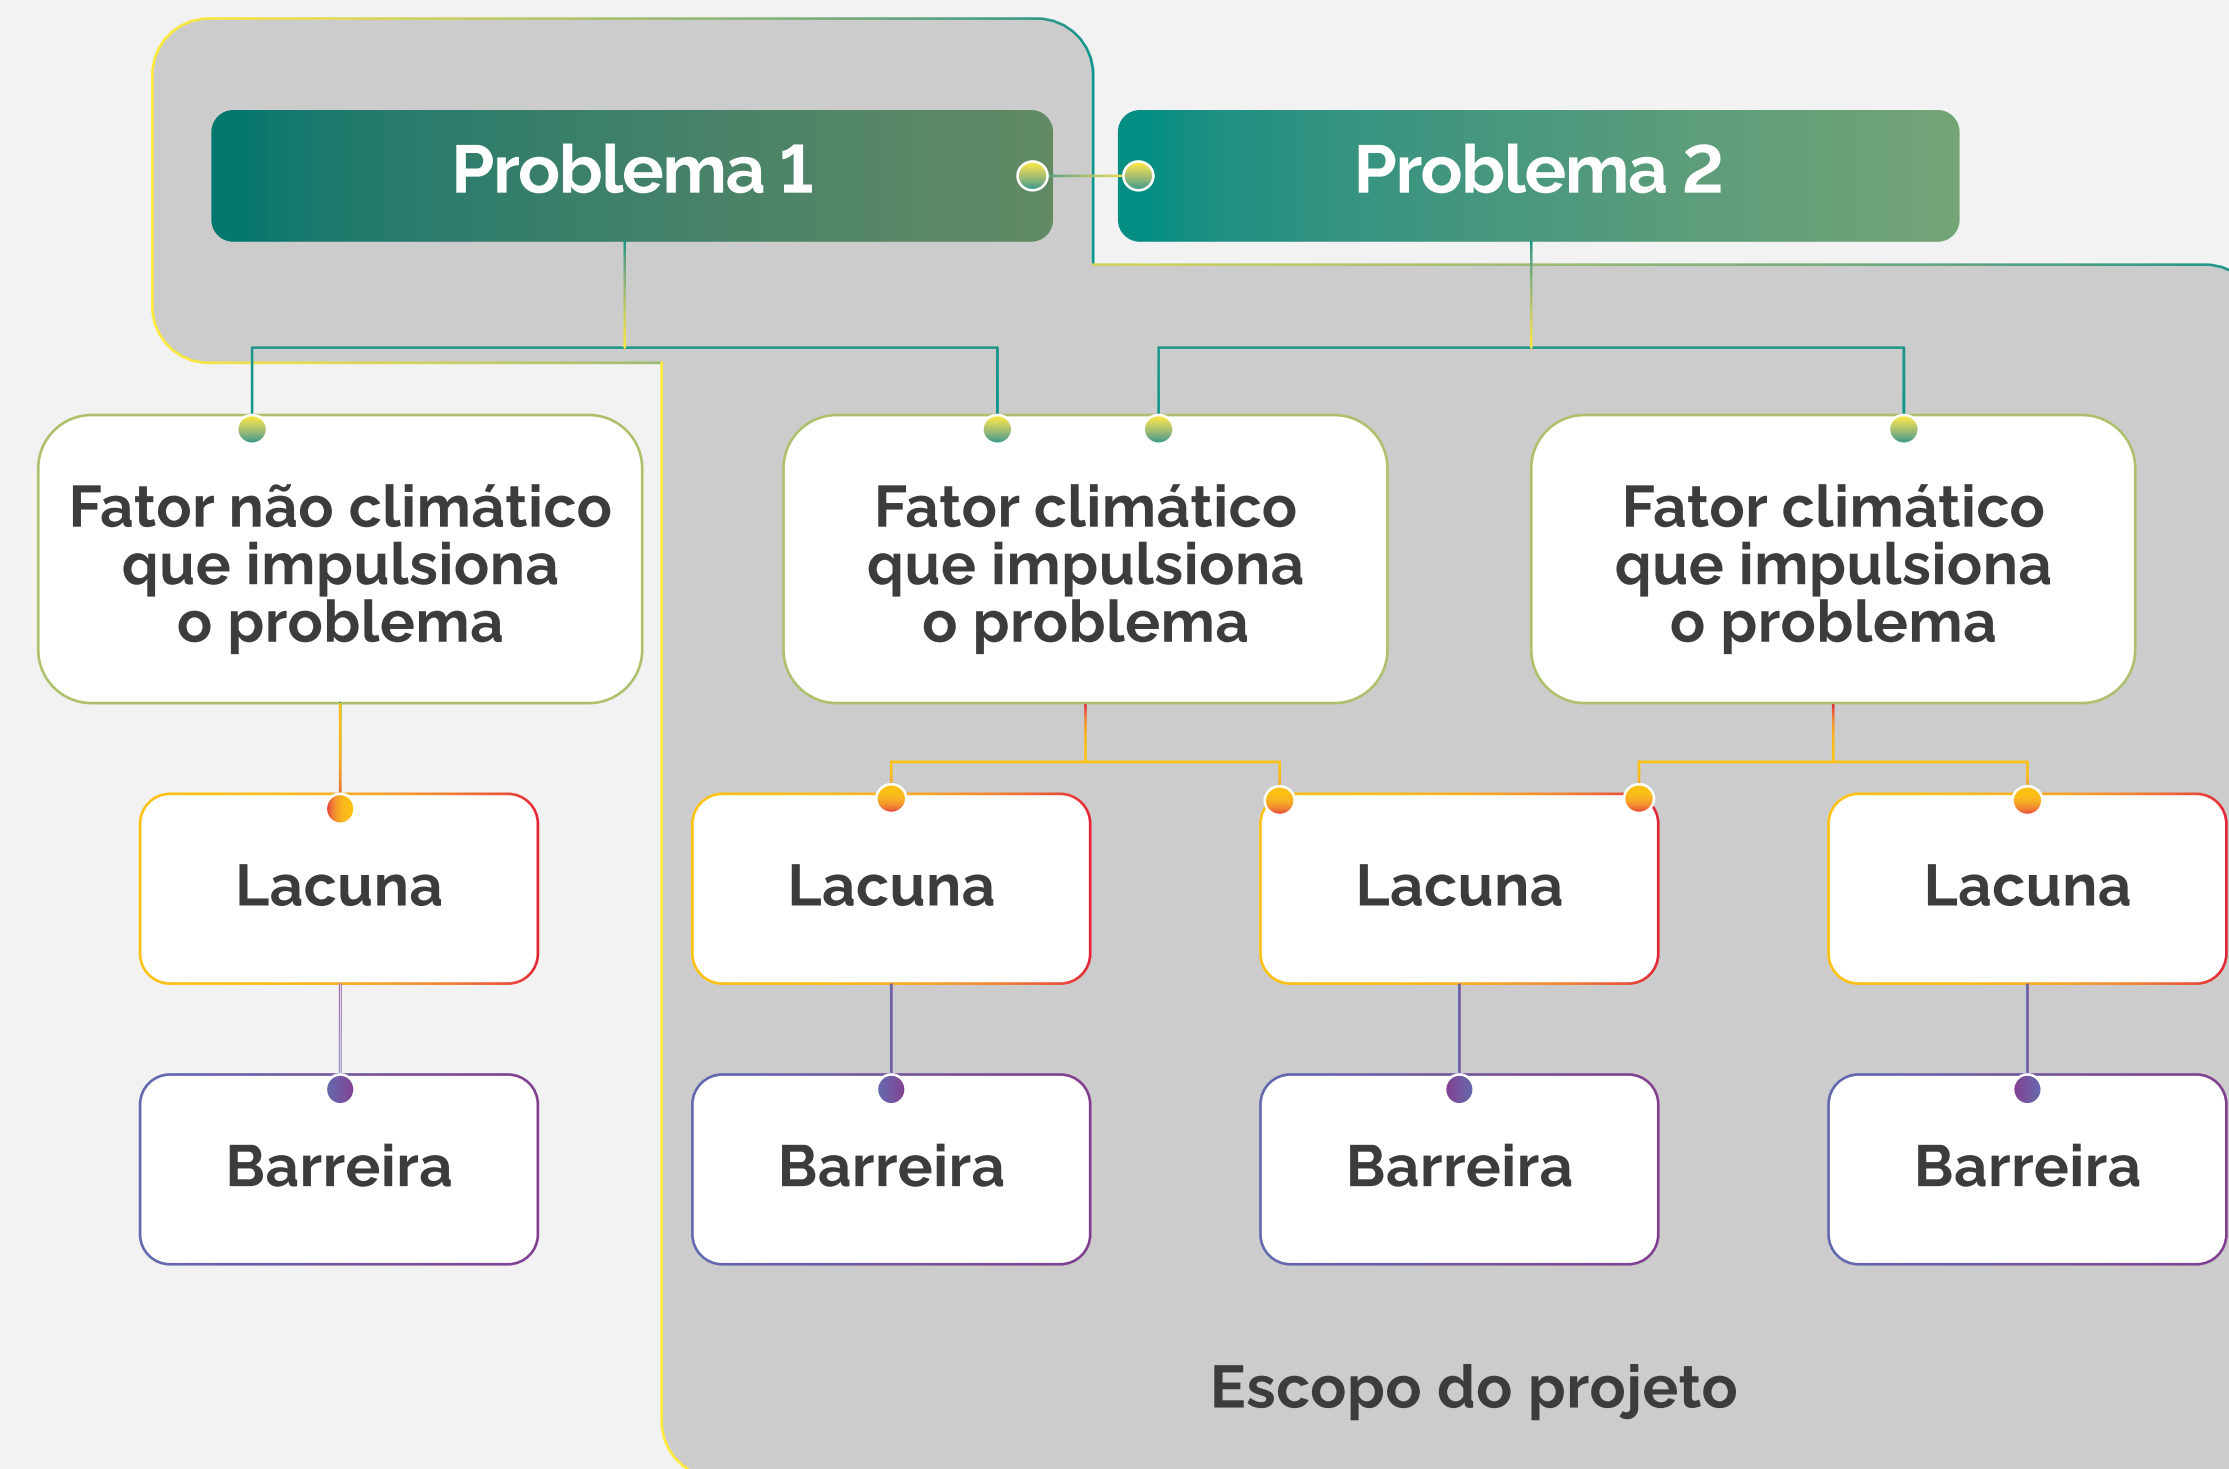 Problema 1
Problema 2
Fator não climático
que impulsiona
o problema
Fator climático
que impulsiona
o problema
Fator climático
que impulsiona
o problema
Lacuna
Lacuna
Lacuna
Lacuna
Barreira
Barreira
Barreira
Barreira
Escopo do projeto